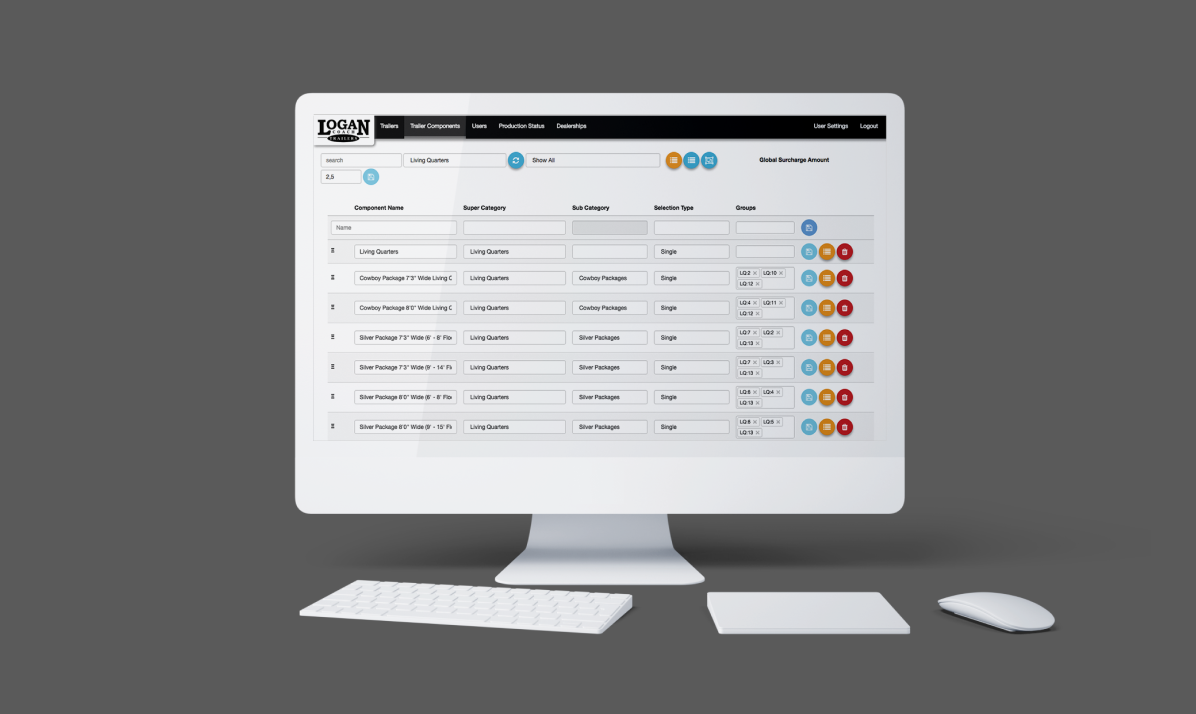 LOGAN
COACH
TRAILERS
Trailers Trailer Components Users Production Status Dealerships User Settings Logout
search Living Quarters Show All Global Surcharge Amount
2,5
Component Name Super Category Sub Category Selection Type Groups
Name
Living Quarters Living Quarters Single
Cowboy Package 7'3" Wide Living C Living Quarters Cowboy Packages Single LQ:2 × LQ:10 ×
LQ:12 ×
Cowboy Package 8'0" Wide Living C Living Quarters Cowboy Packages Single LQ:4 × LQ:11 ×
LQ:12 ×
Silver Package 7'3" Wide (6' - 8' Floo Living Quarters Silver Packages Single LQ:7 × LQ:2 ×
LQ:13 ×
Silver Package 7'3" Wide (9' - 14' Fl Living Quarters Silver Packages Single LQ:7 × LQ:3 ×
LQ:13 ×
Silver Package 8'0" Wide (6' - 8' Floo Living Quarters Silver Packages Single LQ:8 × LQ:4 ×
LQ:13 ×
Silver Package 8'0" Wide (9' - 15' Fl Living Quarters Silver Packages Single LQ:8 × LQ:5 ×
LQ:13 ×